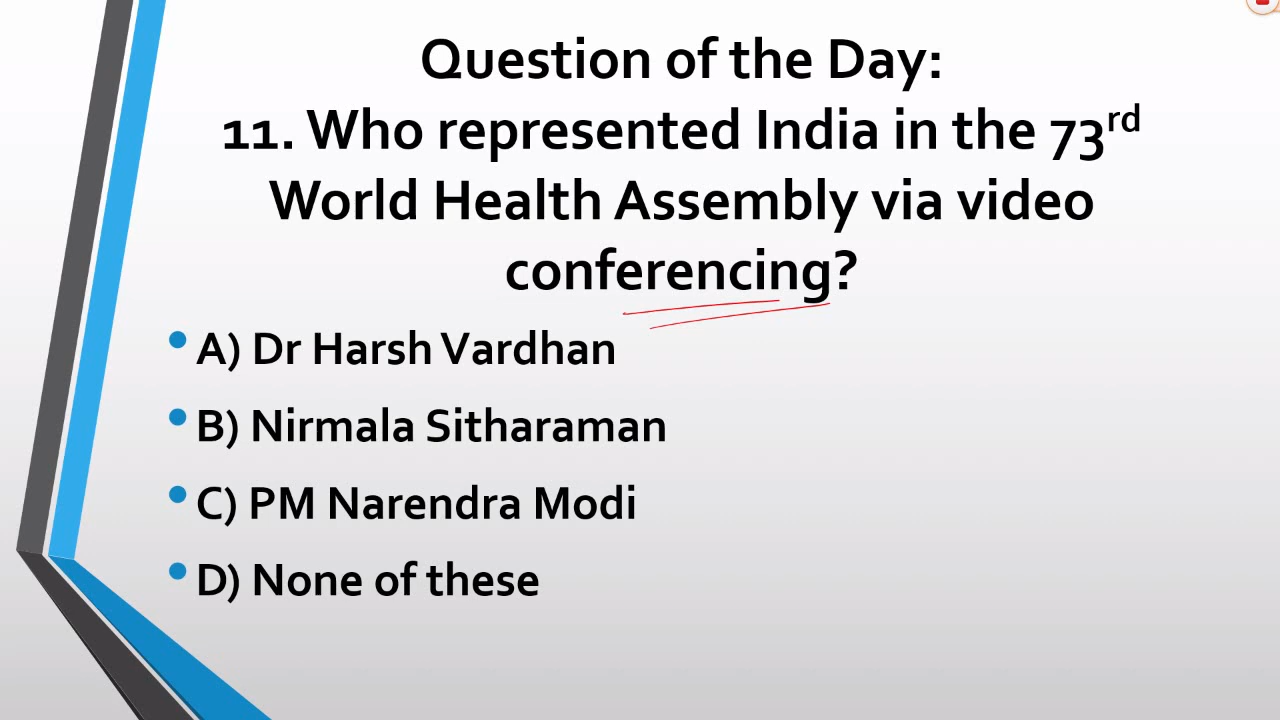 Question of the Day:
11. Who represented India in the 73rd
World Health Assembly via video
conferencing?
• A) Dr Harsh Vardhan
• B) Nirmala Sitharaman
• C) PM Narendra Modi
• D) None of these